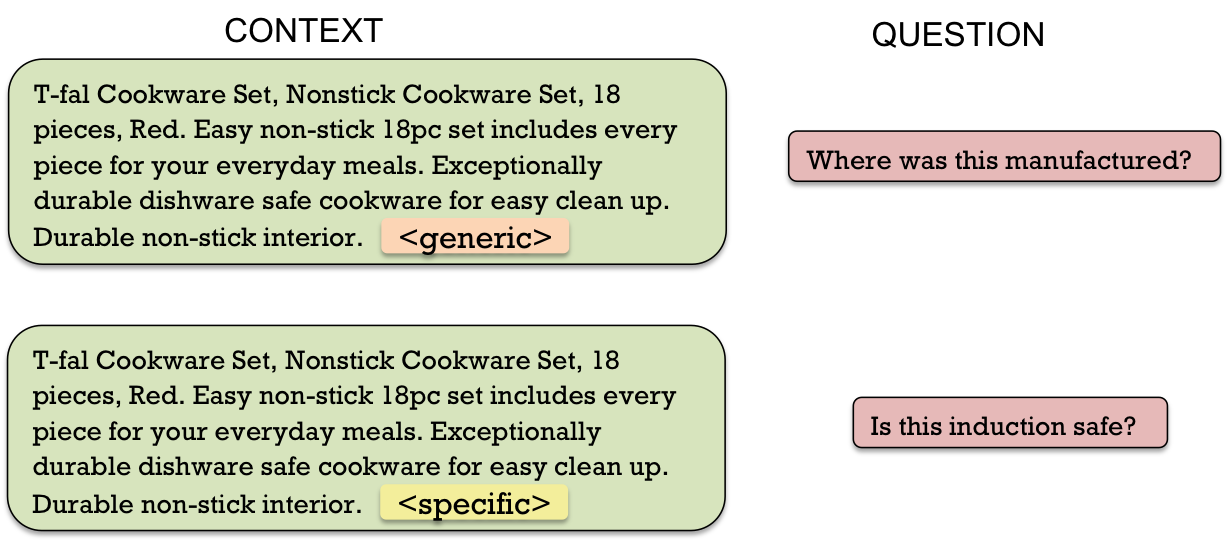 CONTEXT
QUESTION
T-fal Cookware Set, Nonstick Cookware Set, 18
pieces, Red. Easy non-stick 18pc set includes every
piece for your everyday meals. Exceptionally
durable dishware safe cookware for easy clean up.
Durable non-stick interior. <generic>
Where was this manufactured?
T-fal Cookware Set, Nonstick Cookware Set, 18
pieces, Red. Easy non-stick 18pc set includes every
piece for your everyday meals. Exceptionally
durable dishware safe cookware for easy clean up.
Durable non-stick interior. <specific>
Is this induction safe?